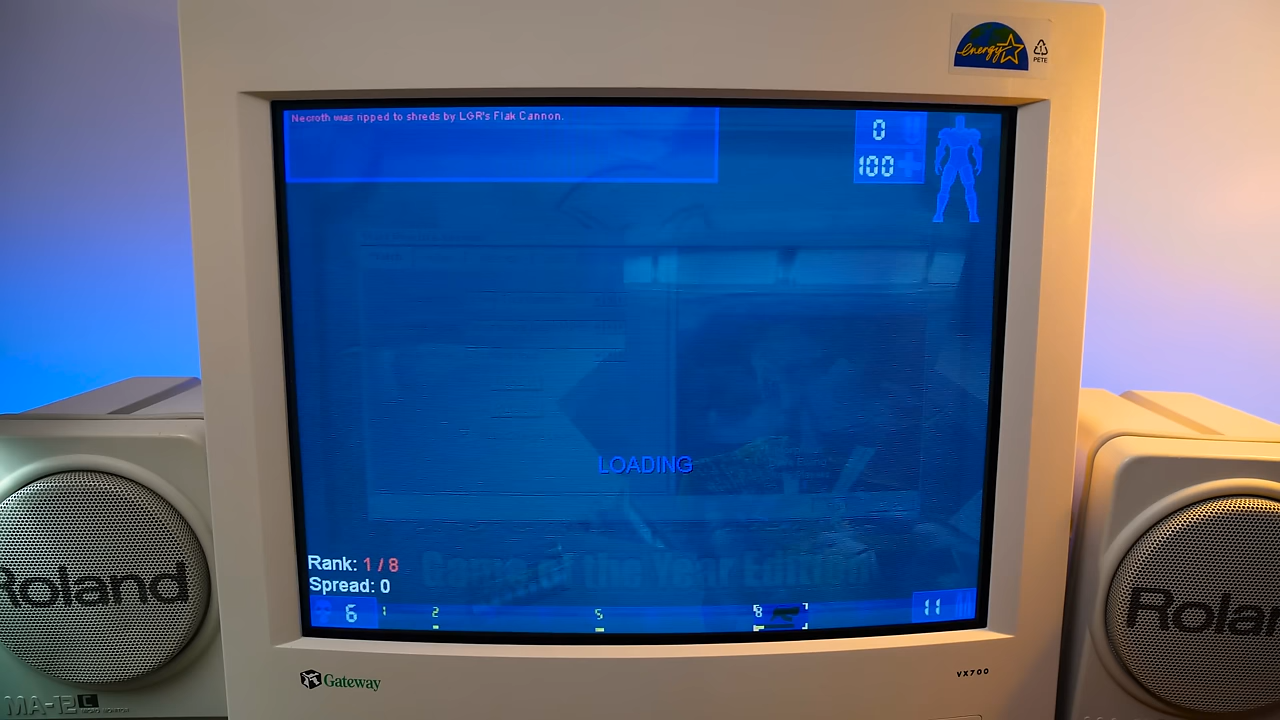 energy
PETE
Necroth was ripped to shreds by LGR's Flak Cannon.
0
100
LOADING
Game of the Year Edition
Rank: 1 / 8
Spread: 0
6 1 2 5 8 11
Roland
Roland
MA-12C
Gateway
VX700